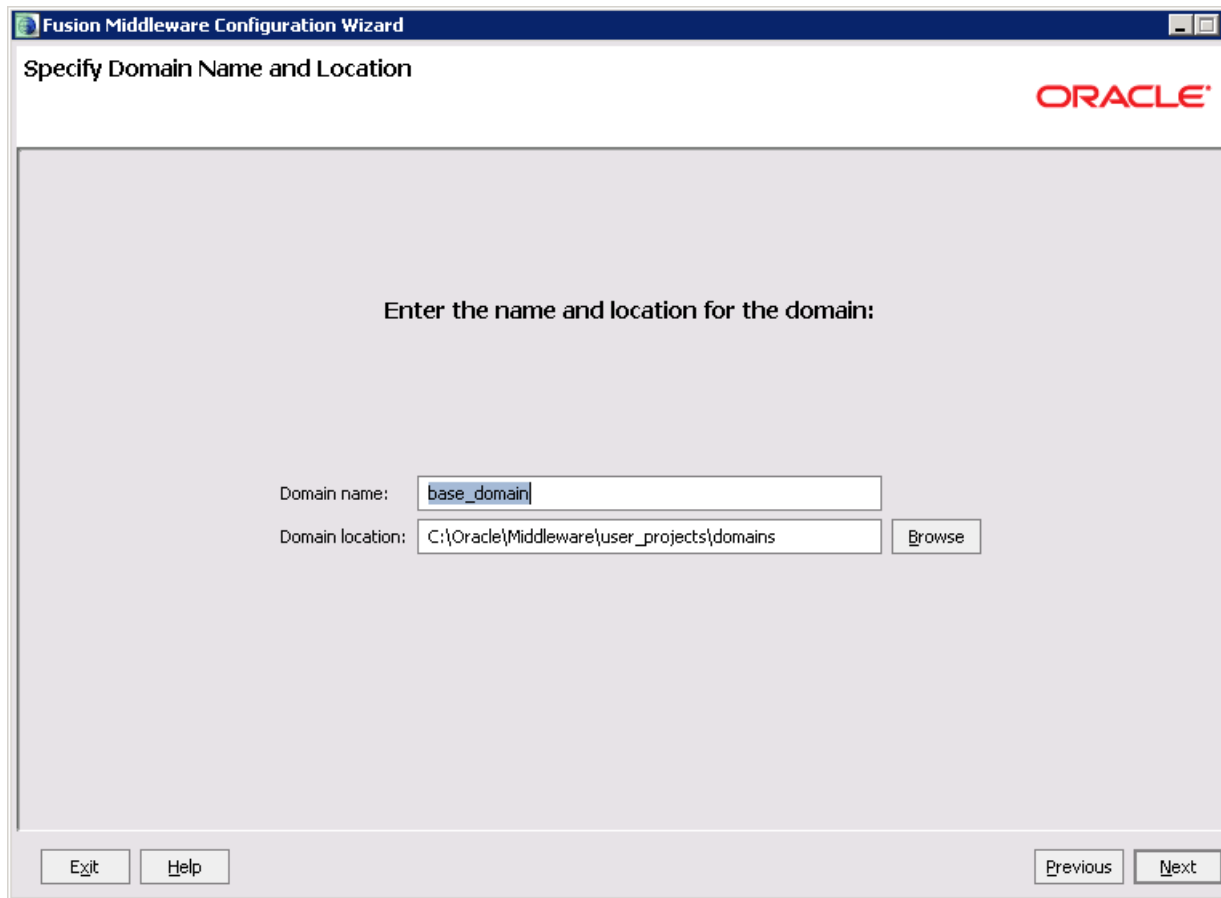 Fusion Middleware Configuration Wizard
Specify Domain Name and Location
ORACLE
Enter the name and location for the domain:
Domain name: base_domain
Domain location: C:\Oracle\Middleware\user_projects\domains Browse
Exit Help Previous Next